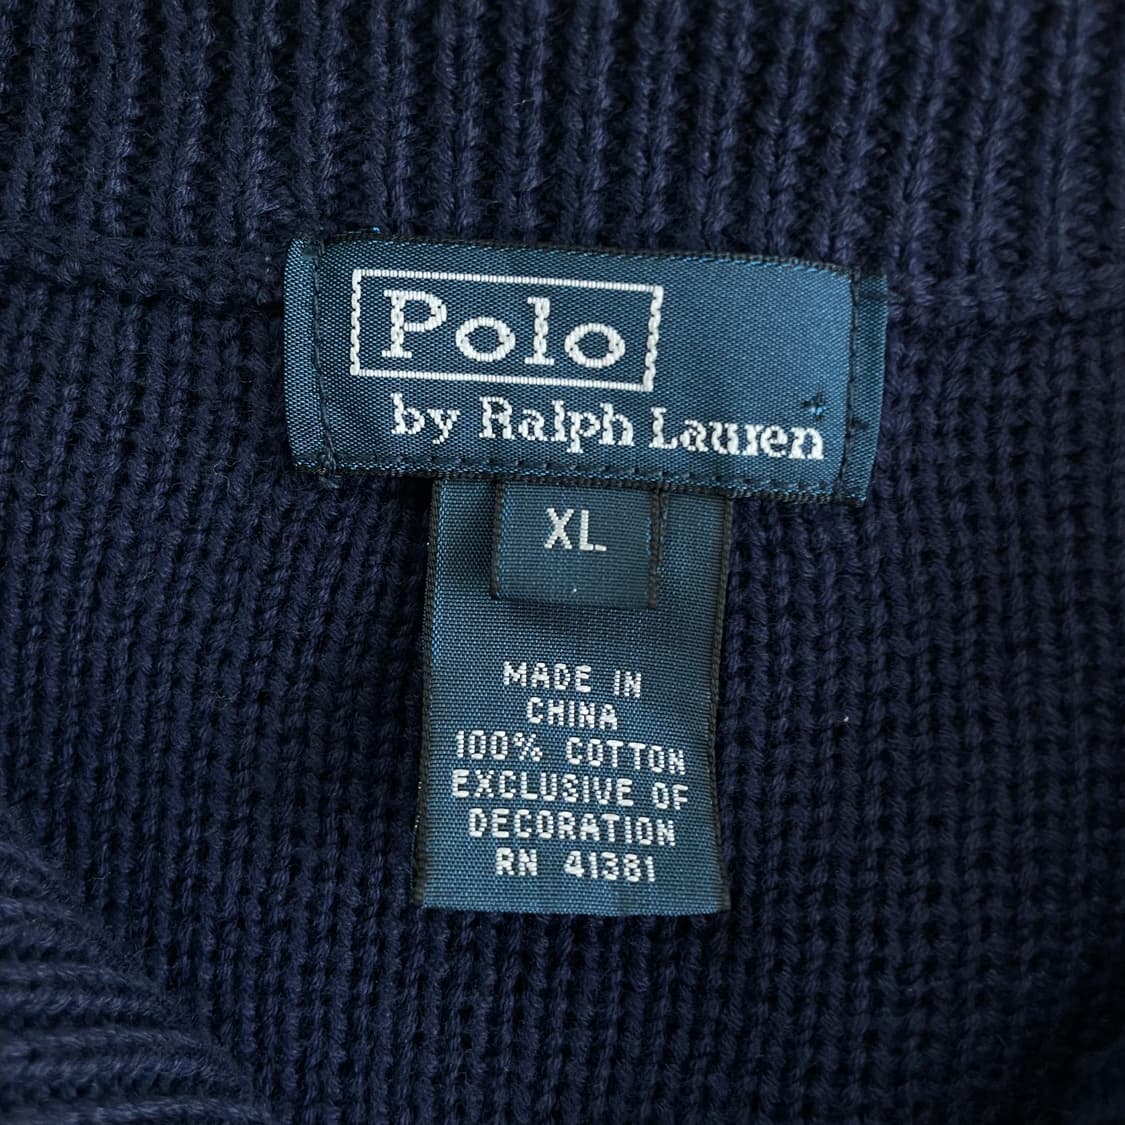 Polo
by Ralph Lauren
XL
MADE IN
CHINA
100% COTTON
EXCLUSIVE OF
DECORATION
RN 41381